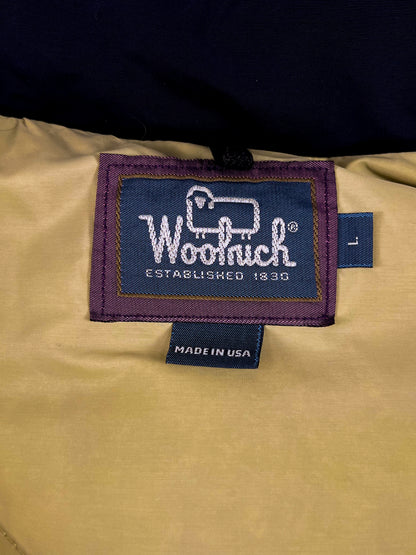 Woolrich®
ESTABLISHED 1830
L
MADE IN USA